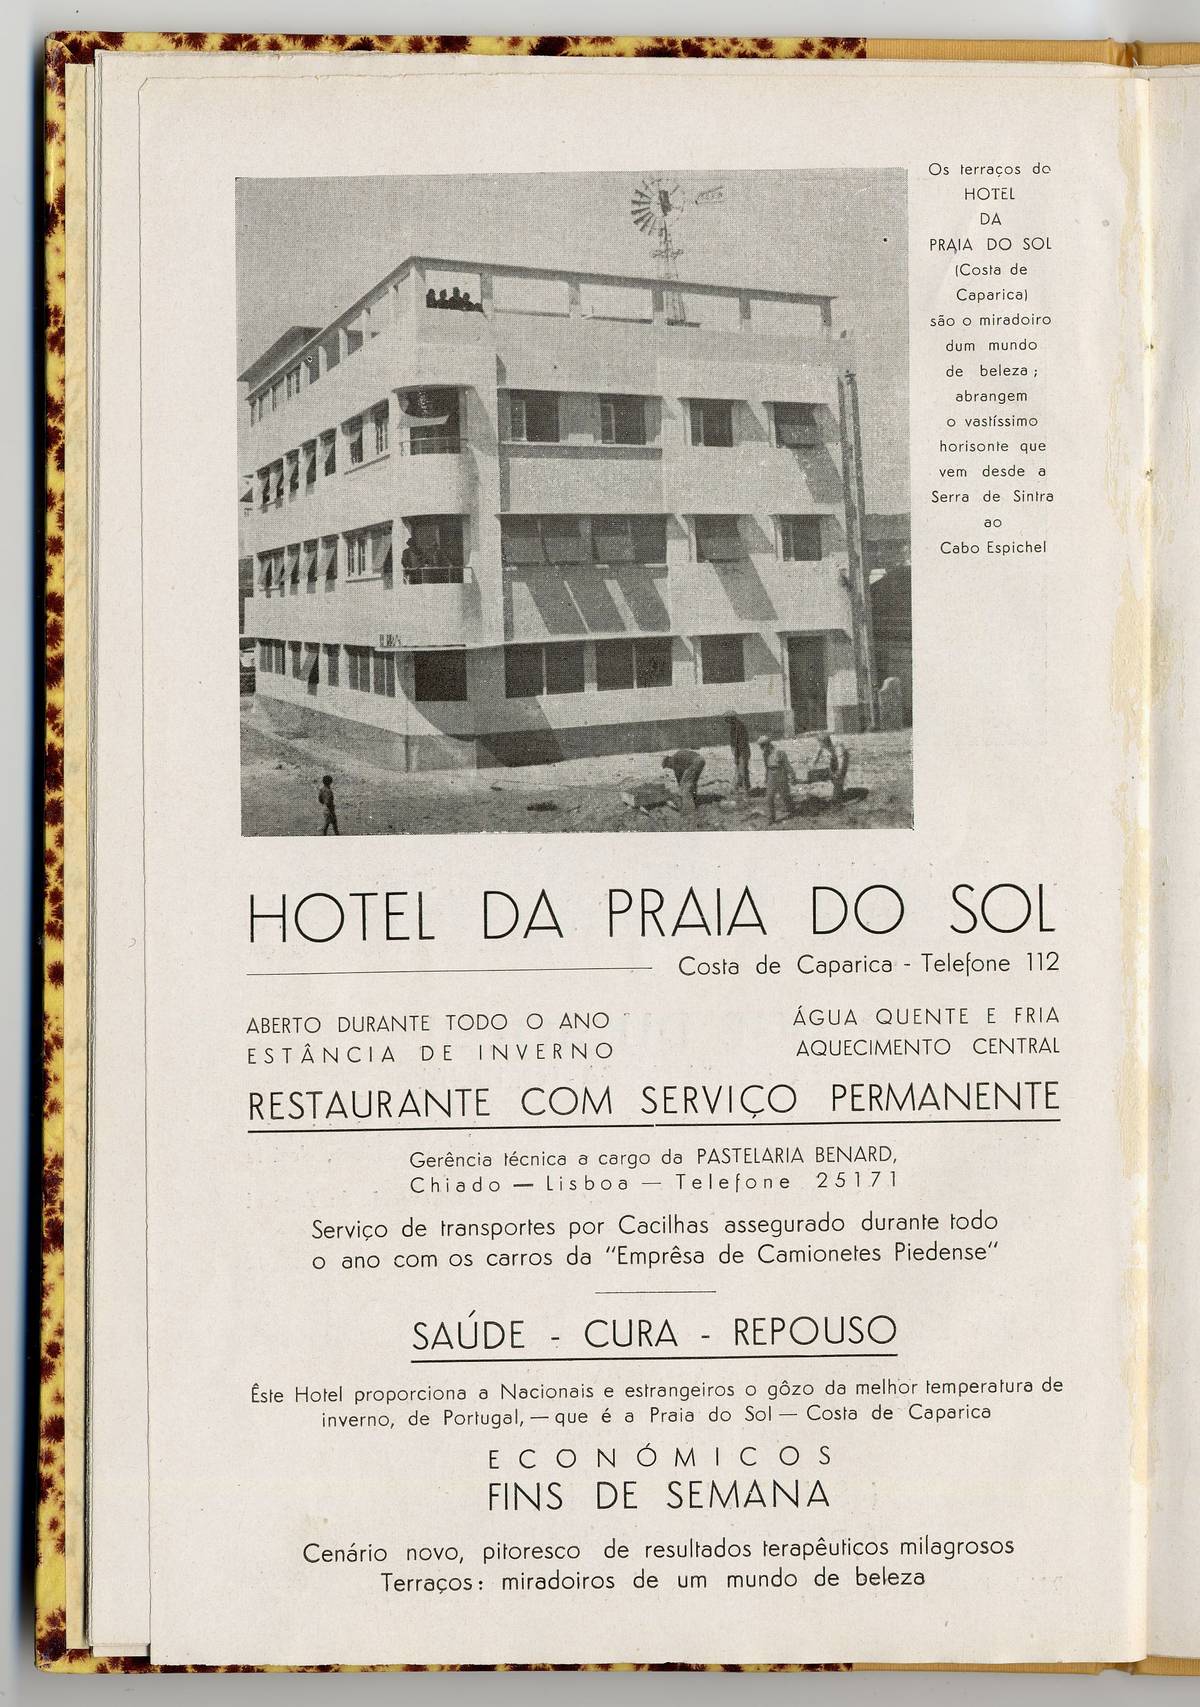 Os terraços do
HOTEL
DA
PRAIA DO SOL
(Costa de
Caparica)
são o miradoiro
dum mundo
de beleza ;
abrangem
o vastíssimo
horisonte que
vem desde a
Serra de Sintra
ao
Cabo Espichel
HOTEL DA PRAIA DO SOL
Costa de Caparica - Telefone 112
ABERTO DURANTE TODO O ANO
ESTÂNCIA DE INVERNO
ÁGUA QUENTE E FRIA
AQUECIMENTO CENTRAL
RESTAURANTE COM SERVIÇO PERMANENTE
Gerência técnica a cargo da PASTELARIA BENARD,
Chiado — Lisboa — Telefone 25171
Serviço de transportes por Cacilhas assegurado durante todo
o ano com os carros da "Emprêsa de Camionetes Piedense"
SAÚDE - CURA - REPOUSO
Êste Hotel proporciona a Nacionais e estrangeiros o gôzo da melhor temperatura de
inverno, de Portugal, — que é a Praia do Sol — Costa de Caparica
ECONÓMICOS
FINS DE SEMANA
Cenário novo, pitoresco de resultados terapêuticos milagrosos
Terraços: miradoiros de um mundo de beleza